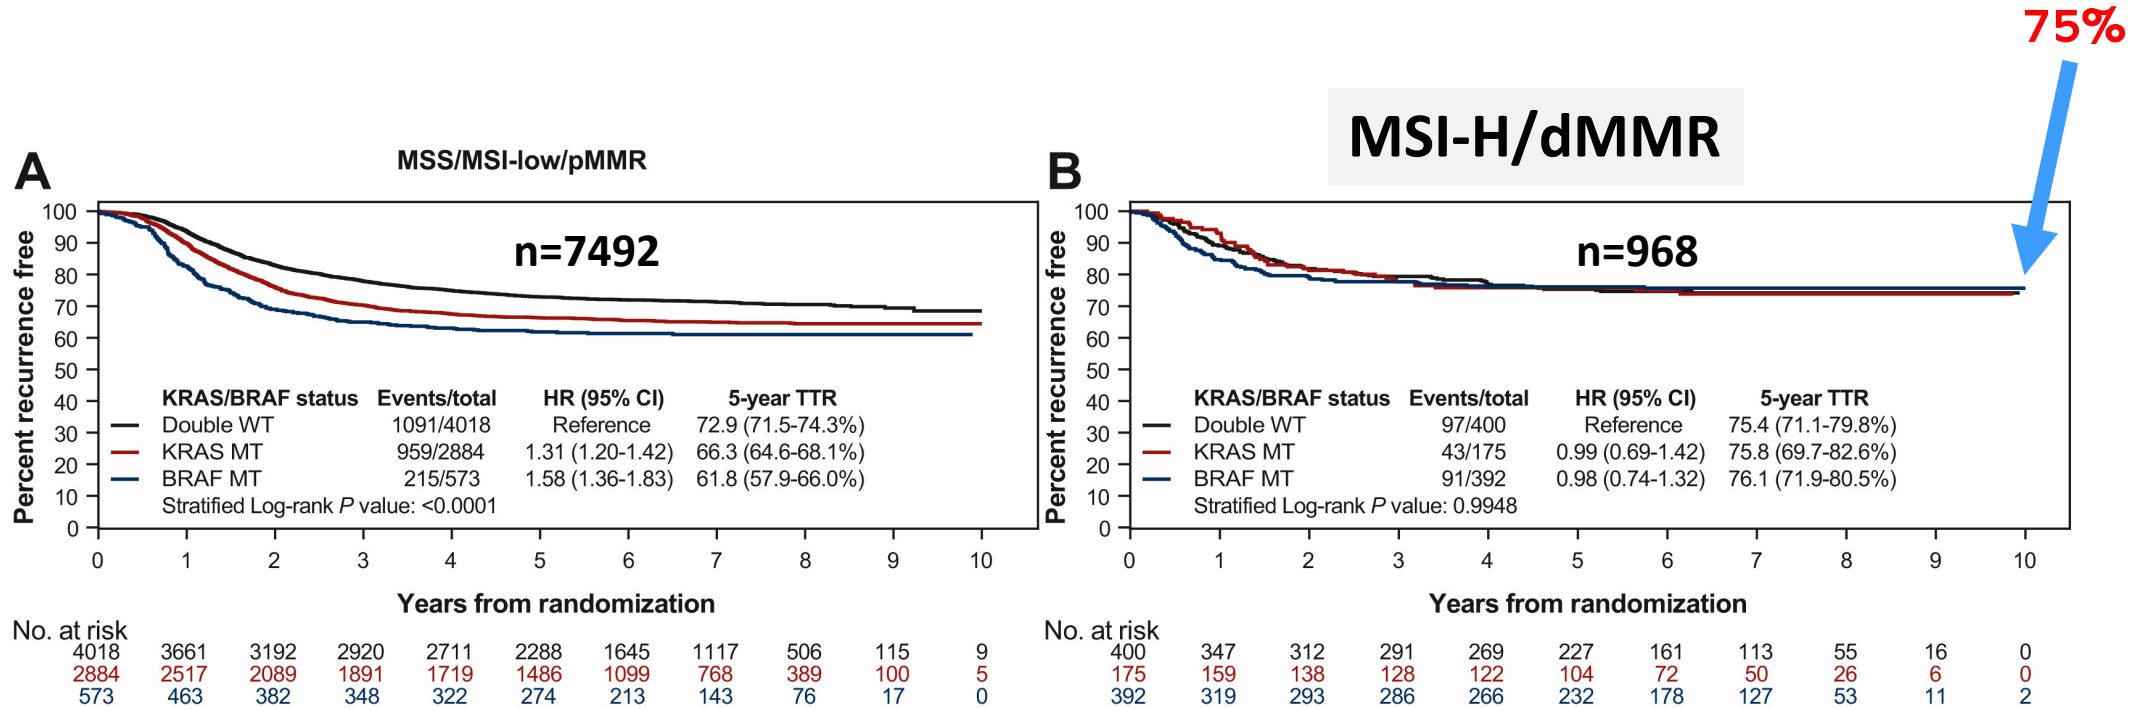 75%
MSI-H/dMMR
A
MSS/MSI-low/pMMR
n=7492
Percent recurrence free
100
90
80
70
60
50
40
30
20
10
0
KRAS/BRAF status Events/total HR (95% CI) 5-year TTR
Double WT 1091/4018 Reference 72.9 (71.5-74.3%)
KRAS MT 959/2884 1.31 (1.20-1.42) 66.3 (64.6-68.1%)
BRAF MT 215/573 1.58 (1.36-1.83) 61.8 (57.9-66.0%)
Stratified Log-rank P value: <0.0001
0 1 2 3 4 5 6 7 8 9 10
Years from randomization
No. at risk
4018 3661 3192 2920 2711 2288 1645 1117 506 115 9
2884 2517 2089 1891 1719 1486 1099 768 389 100 5
573 463 382 348 322 274 213 143 76 17 0
B
n=968
Percent recurrence free
100
90
80
70
60
50
40
30
20
10
0
KRAS/BRAF status Events/total HR (95% CI) 5-year TTR
Double WT 97/400 Reference 75.4 (71.1-79.8%)
KRAS MT 43/175 0.99 (0.69-1.42) 75.8 (69.7-82.6%)
BRAF MT 91/392 0.98 (0.74-1.32) 76.1 (71.9-80.5%)
Stratified Log-rank P value: 0.9948
0 1 2 3 4 5 6 7 8 9 10
Years from randomization
No. at risk
400 347 312 291 269 227 161 113 55 16 0
175 159 138 128 122 104 72 50 26 6 0
392 319 293 286 266 232 178 127 53 11 2